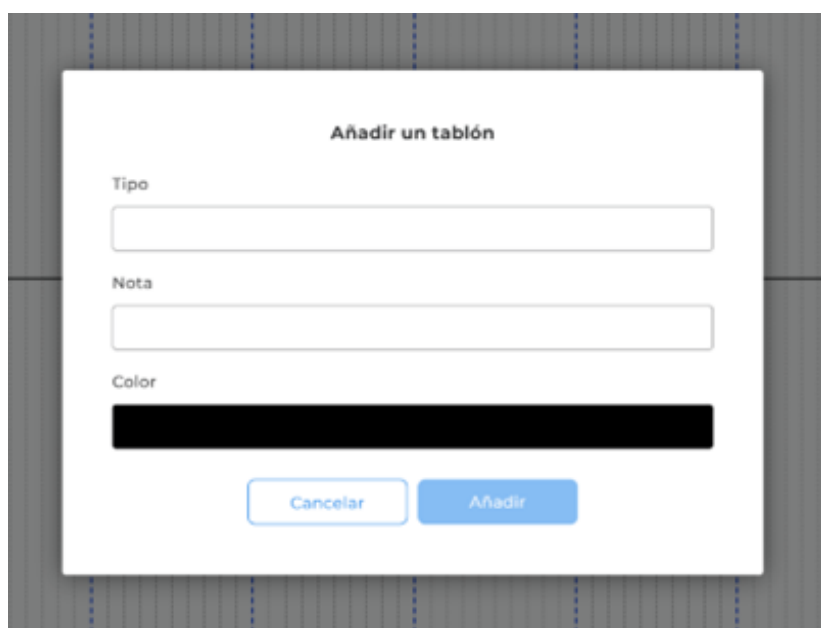 Añadir un tablón
Tipo
Nota
Color
Cancelar
Añadir